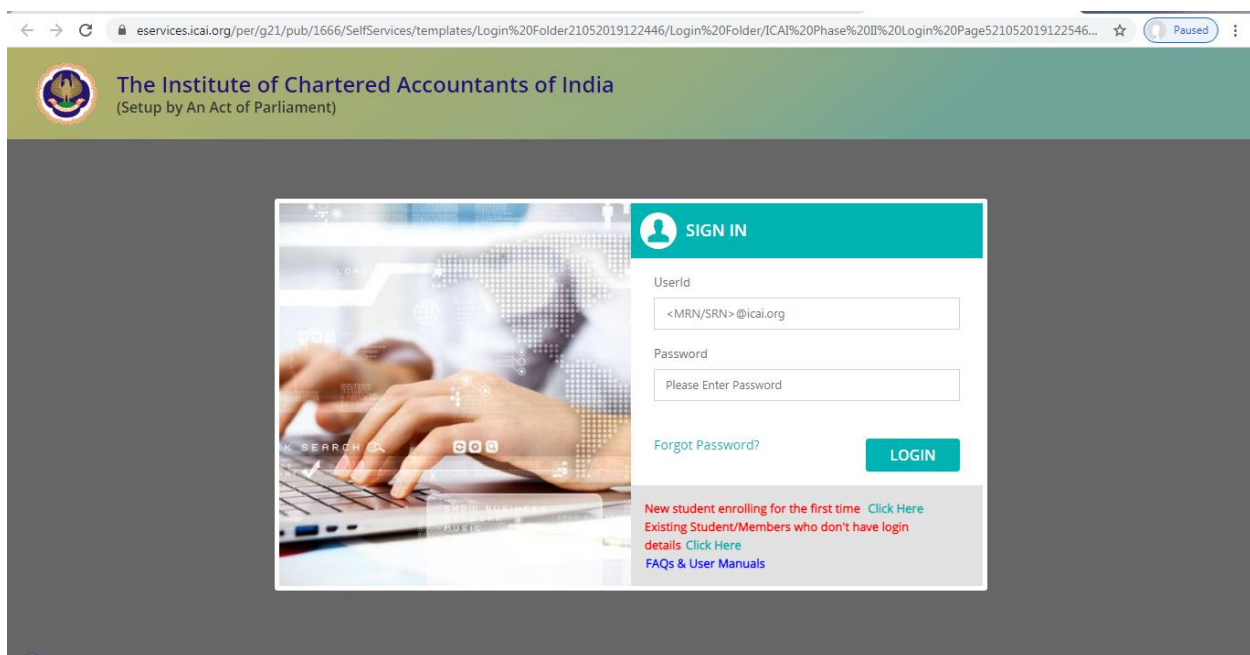 eservices.icai.org/per/g21/pub/1666/SelfServices/templates/Login%20Folder21052019122446/Login%20Folder/ICAI%20Phase%20II%20Login%20Page521052019122546...
Paused
The Institute of Chartered Accountants of India
(Setup by An Act of Parliament)
SIGN IN
UserId
<MRN/SRN>@icai.org
Password
Please Enter Password
Forgot Password?
LOGIN
New student enrolling for the first time Click Here
Existing Student/Members who don't have login
details Click Here
FAQs & User Manuals
SEARCH
MUSIC